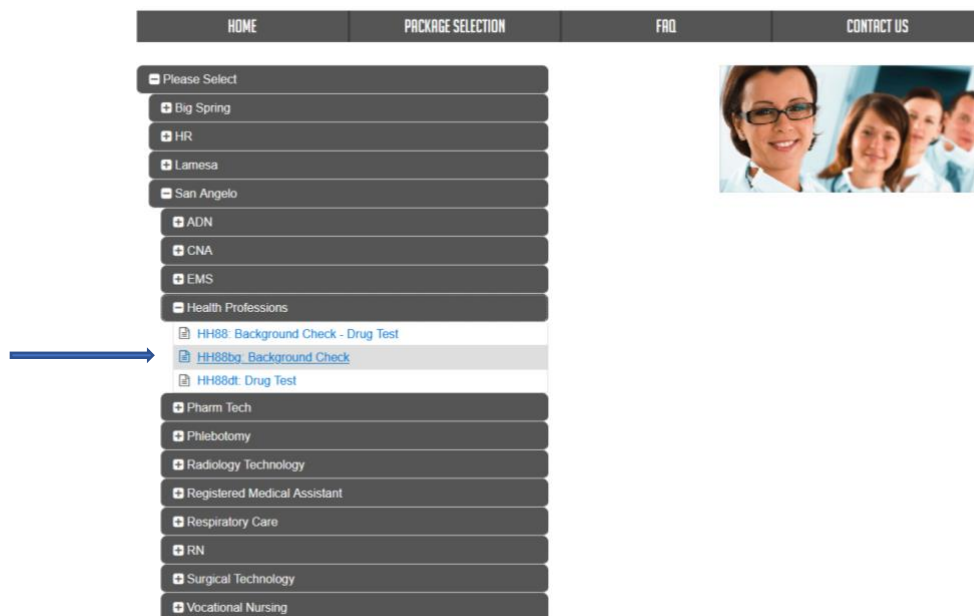 HOME PACKAGE SELECTION FAQ CONTACT US
Please Select
Big Spring
HR
Lamesa
San Angelo
ADN
CNA
EMS
Health Professions
HH88: Background Check - Drug Test
HH88bg: Background Check
HH88dt: Drug Test
Pharm Tech
Phlebotomy
Radiology Technology
Registered Medical Assistant
Respiratory Care
RN
Surgical Technology
Vocational Nursing